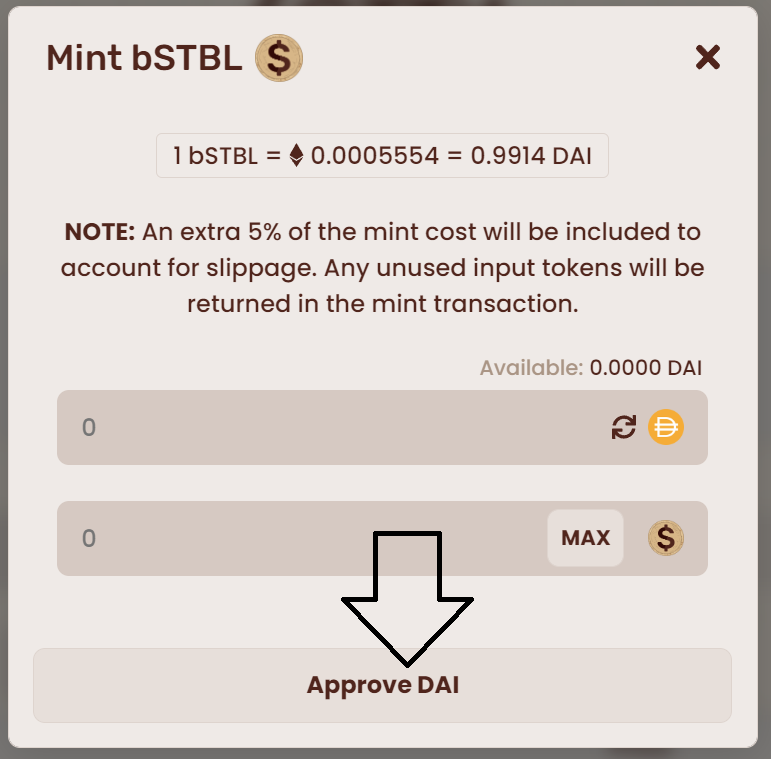 Mint bSTBL $
1 bSTBL = 0.0005554 = 0.9914 DAI
NOTE: An extra 5% of the mint cost will be included to
account for slippage. Any unused input tokens will be
returned in the mint transaction.
Available: 0.0000 DAI
0
0 MAX $
Approve DAI